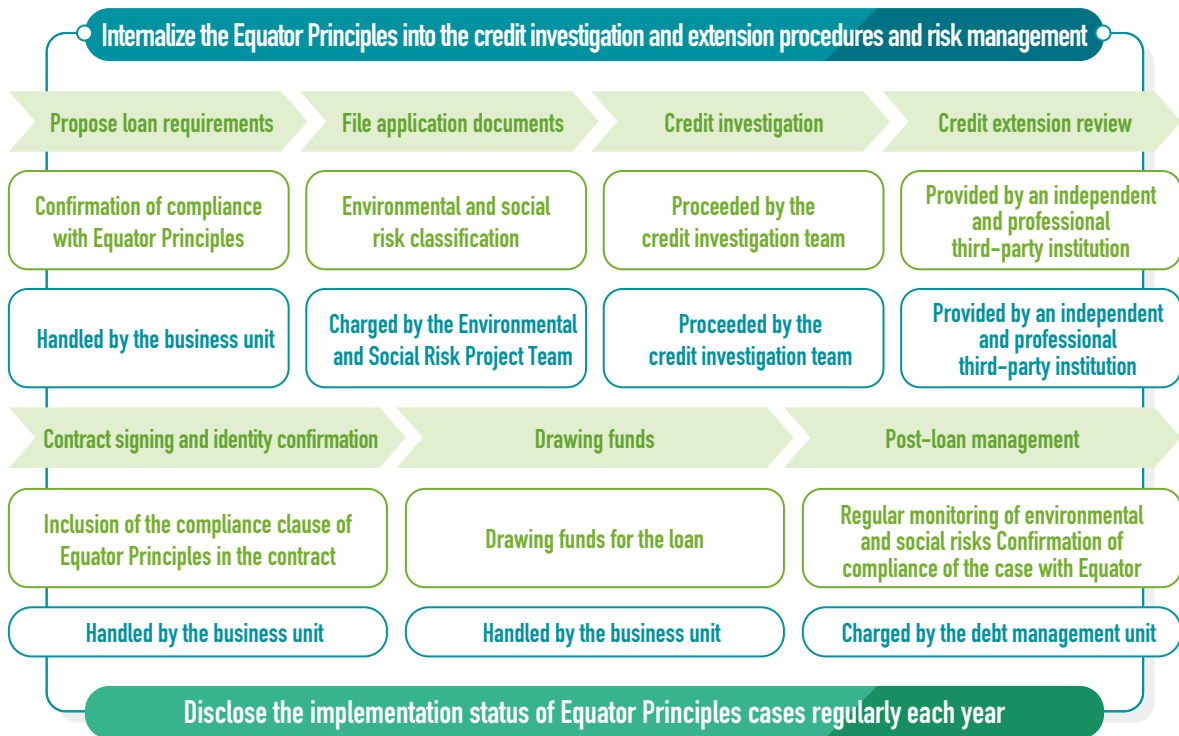 Internalize the Equator Principles into the credit investigation and extension procedures and risk management
Propose loan requirements
File application documents
Credit investigation
Credit extension review
Confirmation of compliance
with Equator Principles
Environmental and social
risk classification
Proceeded by the
credit investigation team
Provided by an independent
and professional
third-party institution
Handled by the business unit
Charged by the Environmental
and Social Risk Project Team
Proceeded by the
credit investigation team
Provided by an independent
and professional
third-party institution
Contract signing and identity confirmation
Drawing funds
Post-loan management
Inclusion of the compliance clause of
Equator Principles in the contract
Drawing funds for the loan
Regular monitoring of environmental
and social risks Confirmation of
compliance of the case with Equator
Handled by the business unit
Handled by the business unit
Charged by the debt management unit
Disclose the implementation status of Equator Principles cases regularly each year